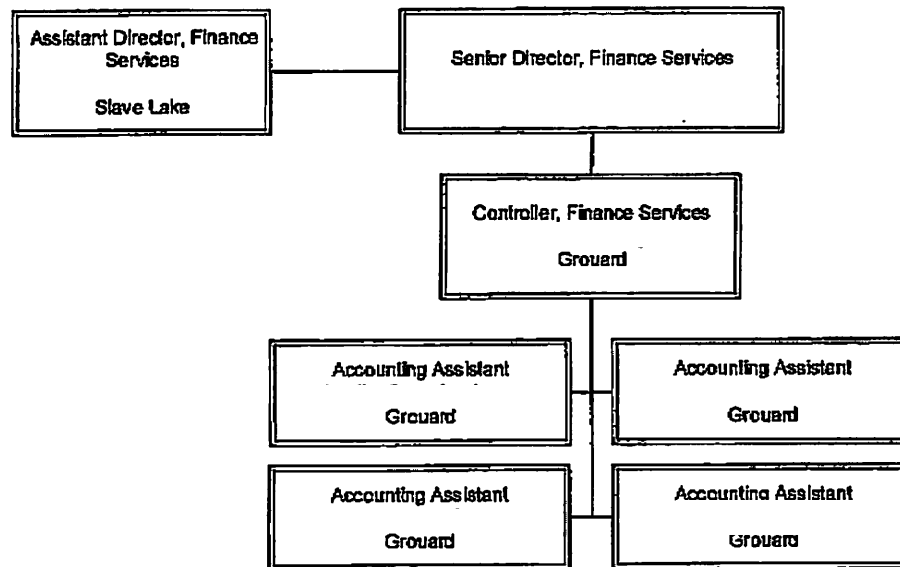 Assistant Director, Finance
Services
Slave Lake
Senior Director, Finance Services
Controller, Finance Services
Grouard
Accounting Assistant
Grouard
Accounting Assistant
Grouard
Accounting Assistant
Grouard
Accounting Assistant
Grouard